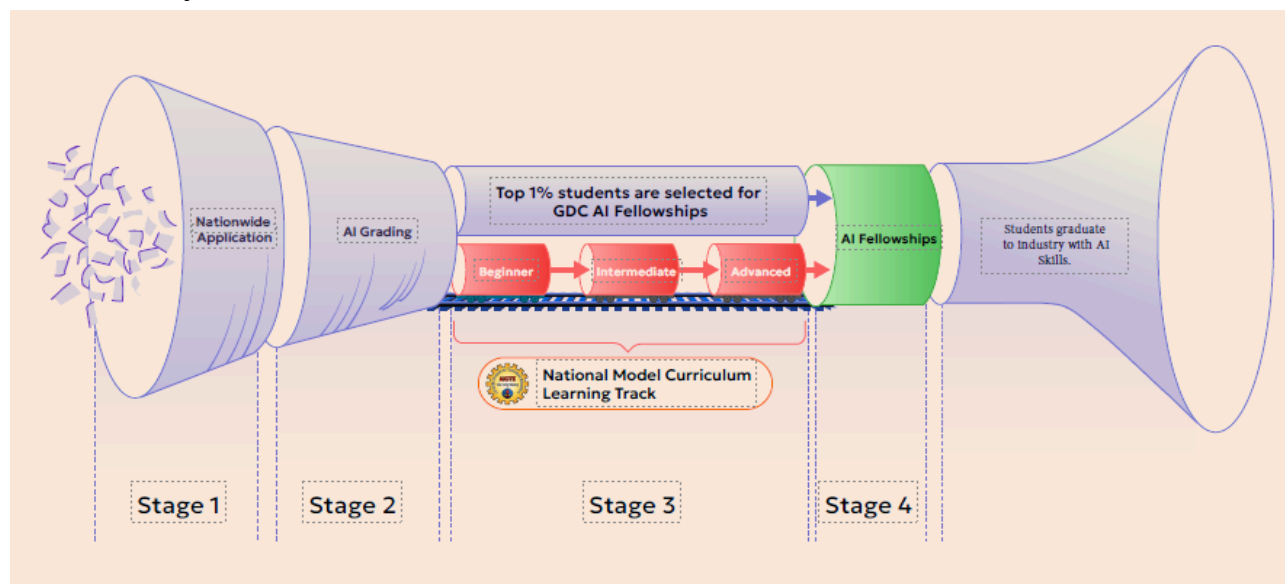 Nationwide
Application
AI Grading
Top 1% students are selected for
GDC AI Fellowships
Beginner
Intermediate
Advanced
AI Fellowships
Students graduate
to industry with AI
Skills.
National Model Curriculum
Learning Track
Stage 1
Stage 2
Stage 3
Stage 4